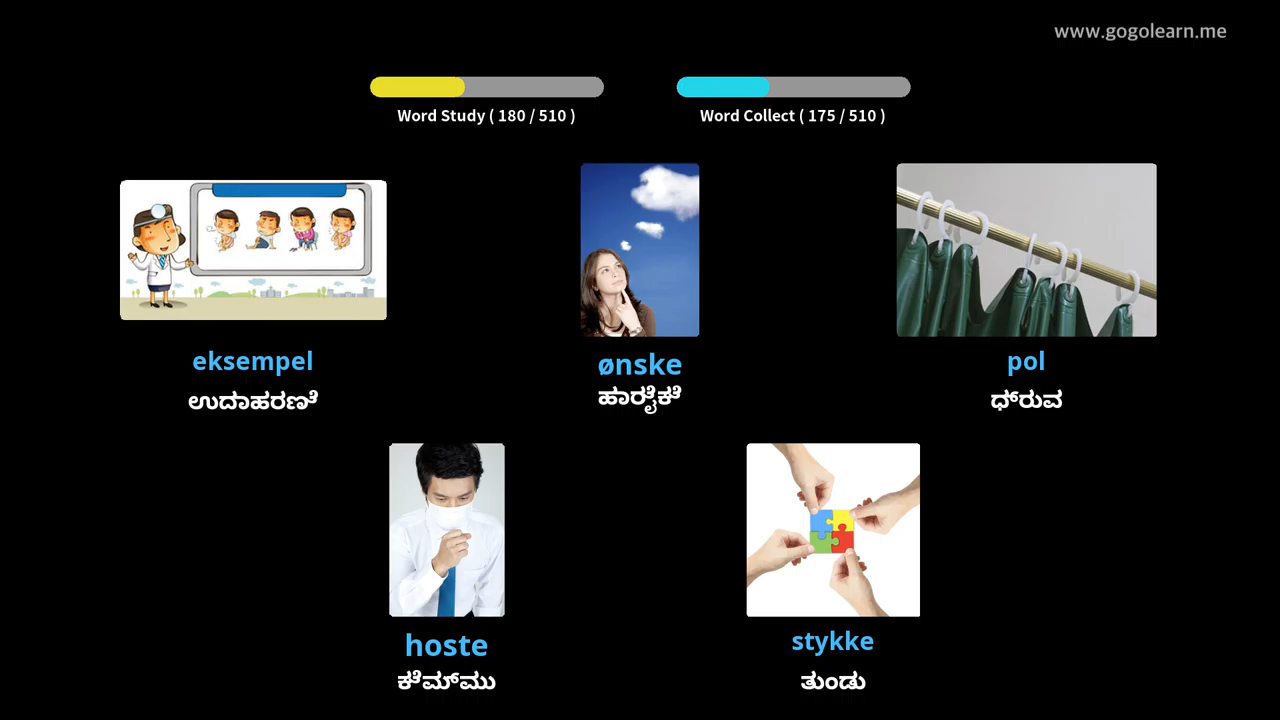 www.gogolearn.me
Word Study ( 180 / 510 )
Word Collect ( 175 / 510 )
eksempel
ಉದಾಹರಣೆ
ønske
ಹಾರೈಕೆ
pol
ಧ್ರುವ
hoste
ಕೆಮ್ಮು
stykke
ತುಂಡು